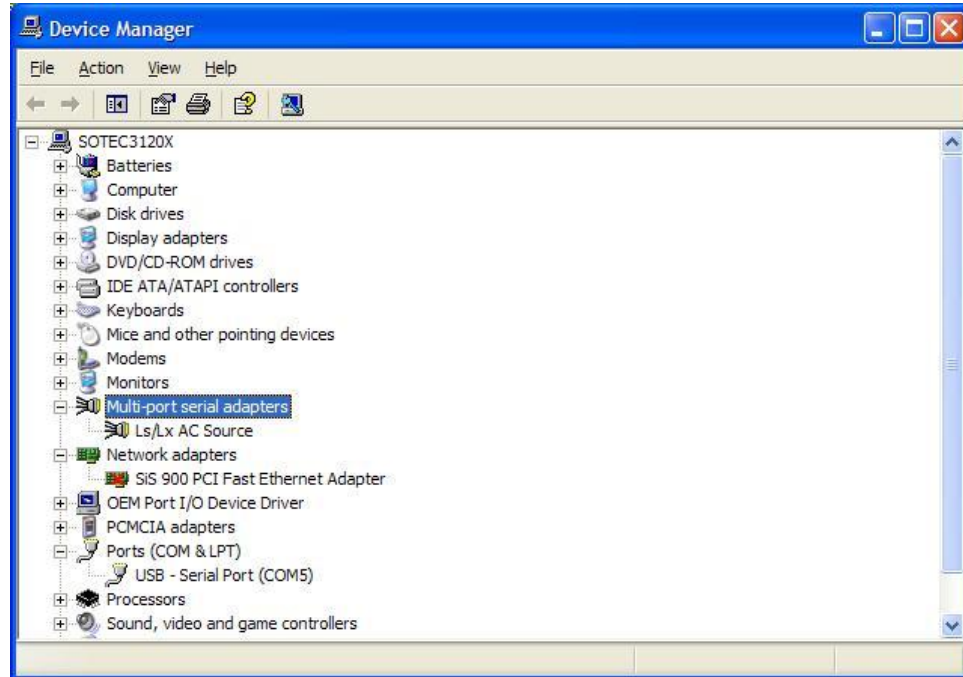 Device Manager
File Action View Help
SOTEC3120X
Batteries
Computer
Disk drives
Display adapters
DVD/CD-ROM drives
IDE ATA/ATAPI controllers
Keyboards
Mice and other pointing devices
Modems
Monitors
Multi-port serial adapters
Ls/Lx AC Source
Network adapters
SiS 900 PCI Fast Ethernet Adapter
OEM Port I/O Device Driver
PCMCIA adapters
Ports (COM & LPT)
USB - Serial Port (COM5)
Processors
Sound, video and game controllers